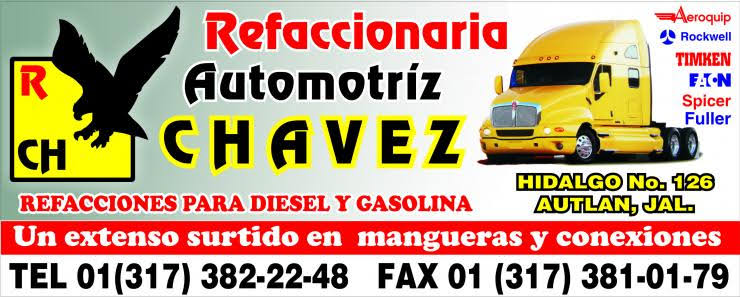 R
CH
Refaccionaria
Automotríz
CHAVEZ
REFACCIONES PARA DIESEL Y GASOLINA
Aeroquip
Rockwell
TIMKEN
EATON
Spicer
Fuller
HIDALGO No. 126
AUTLAN, JAL.
Un extenso surtido en mangueras y conexiones
TEL 01(317) 382-22-48 FAX 01 (317) 381-01-79